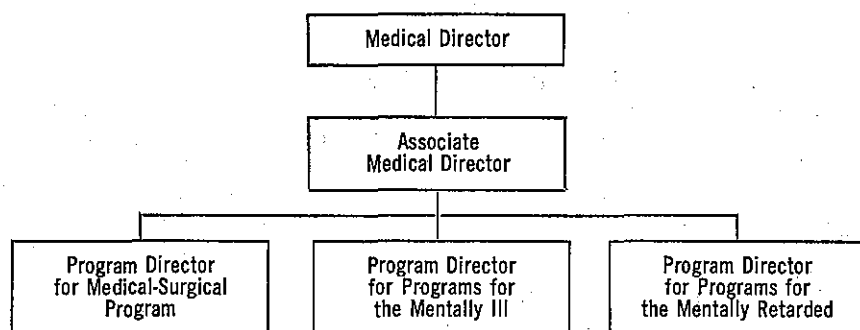 Medical Director
Associate
Medical Director
Program Director
for Medical-Surgical
Program
Program Director
for Programs for
the Mentally Ill
Program Director
for Programs for
the Mentally Retarded